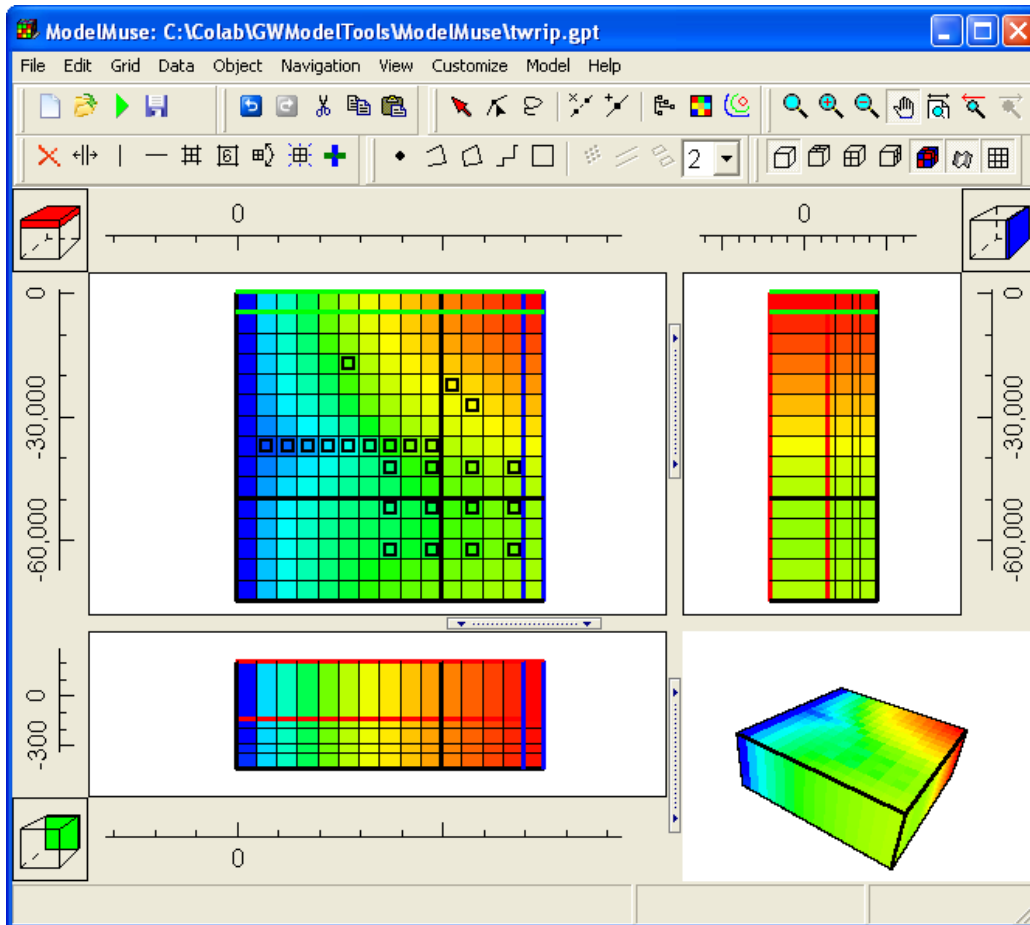 ModelMuse: C:\Colab\GWModelTools\ModelMuse\twrip.gpt
File Edit Grid Data Object Navigation View Customize Model Help
6 2
0 0
0 -30,000 -60,000
0 -30,000 -60,000
0 -300
0